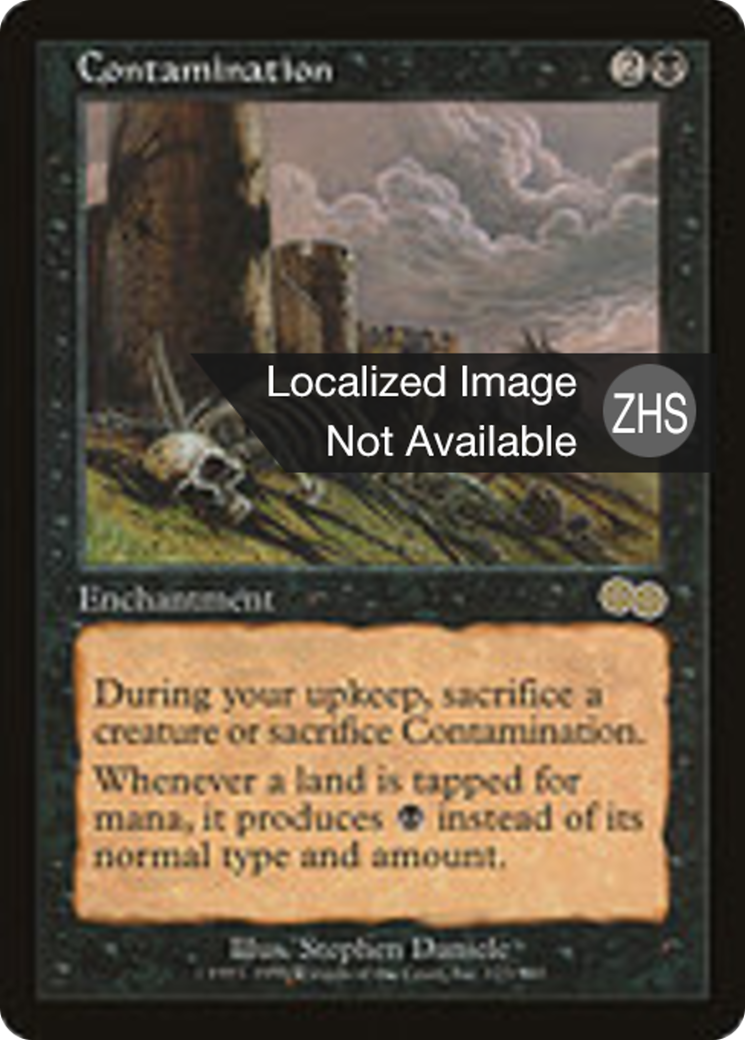 Contamination 2
Localized Image
Not Available
ZHS
Enchantment
During your upkeep, sacrifice a
creature or sacrifice Contamination.
Whenever a land is tapped for
mana, it produces instead of its
normal type and amount.
Illus. Stephen Daniele